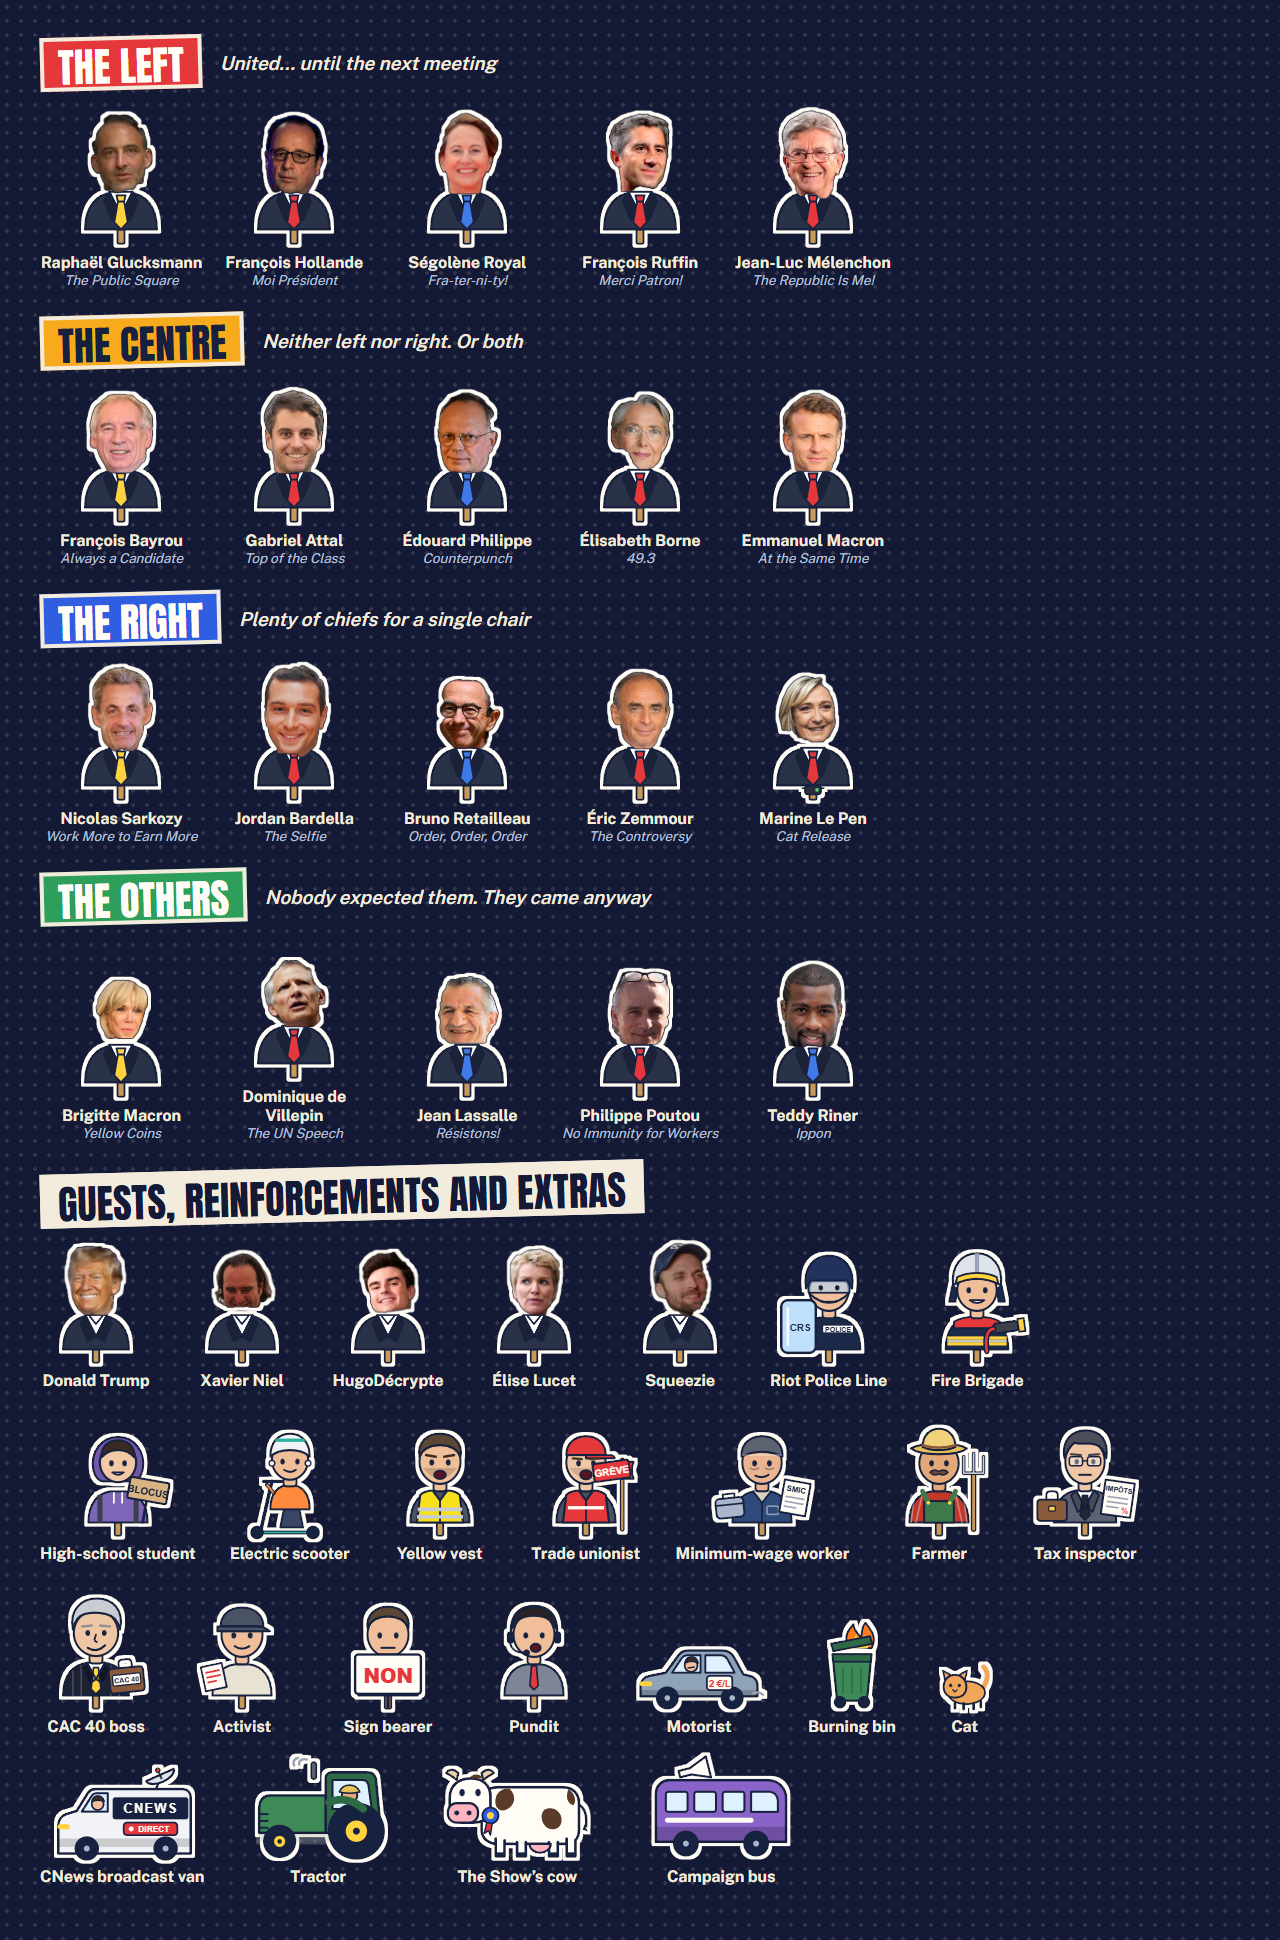 THE LEFT
United... until the next meeting
Raphaël Glucksmann
The Public Square
François Hollande
Moi Président
Ségolène Royal
Fra-ter-ni-ty!
François Ruffin
Merci Patron!
Jean-Luc Mélenchon
The Republic Is Me!
THE CENTRE
Neither left nor right. Or both
François Bayrou
Always a Candidate
Gabriel Attal
Top of the Class
Édouard Philippe
Counterpunch
Élisabeth Borne
49.3
Emmanuel Macron
At the Same Time
THE RIGHT
Plenty of chiefs for a single chair
Nicolas Sarkozy
Work More to Earn More
Jordan Bardella
The Selfie
Bruno Retailleau
Order, Order, Order
Éric Zemmour
The Controversy
Marine Le Pen
Cat Release
THE OTHERS
Nobody expected them. They came anyway
Brigitte Macron
Yellow Coins
Dominique de
Villepin
The UN Speech
Jean Lassalle
Résistons!
Philippe Poutou
No Immunity for Workers
Teddy Riner
Ippon
GUESTS, REINFORCEMENTS AND EXTRAS
Donald Trump
Xavier Niel
HugoDécrypte
Élise Lucet
Squeezie
CRS
POLICE
Riot Police Line
Fire Brigade
BLOCUS
High-school student
Electric scooter
Yellow vest
GRÈVE
Trade unionist
SMIC
Minimum-wage worker
Farmer
IMPÔTS
%
Tax inspector
CAC 40
CAC 40 boss
Activist
NON
Sign bearer
Pundit
2 €/L
Motorist
Burning bin
Cat
CNEWS
DIRECT
CNews broadcast van
Tractor
The Show's cow
Campaign bus